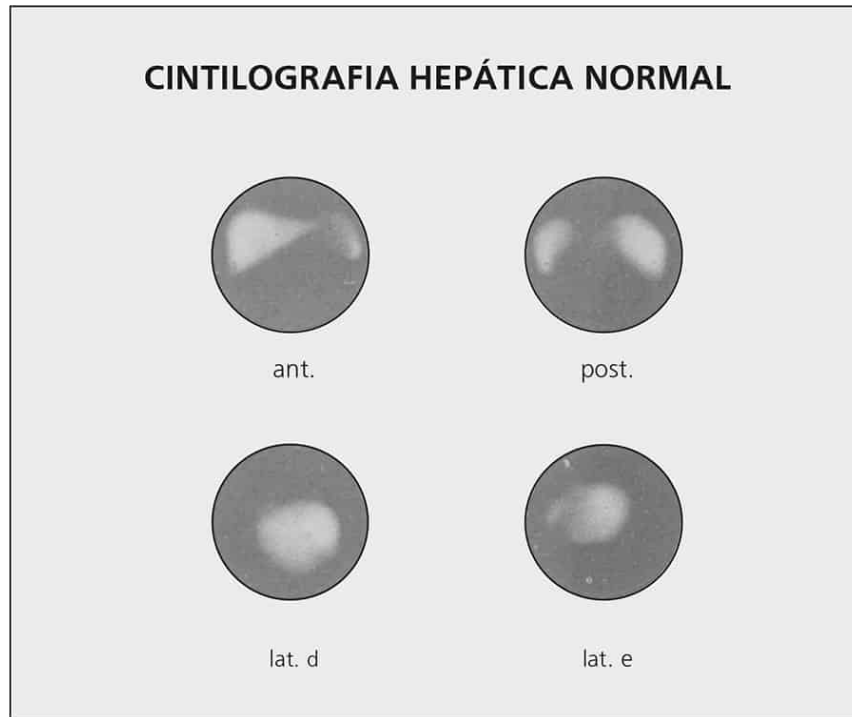 CINTILOGRAFIA HEPÁTICA NORMAL
ant.
post.
lat. d
lat. e